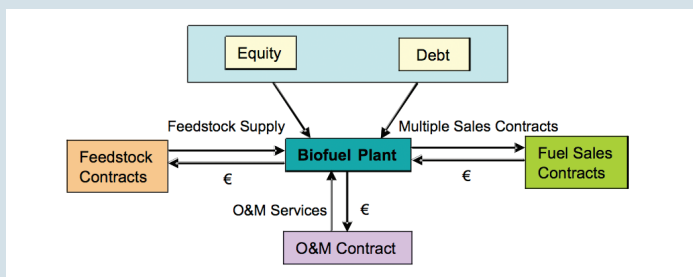 Equity
Debt
Feedstock Supply
Multiple Sales Contracts
Feedstock
Contracts
Biofuel Plant
Fuel Sales
Contracts
€
€
O&M Services
€
O&M Contract